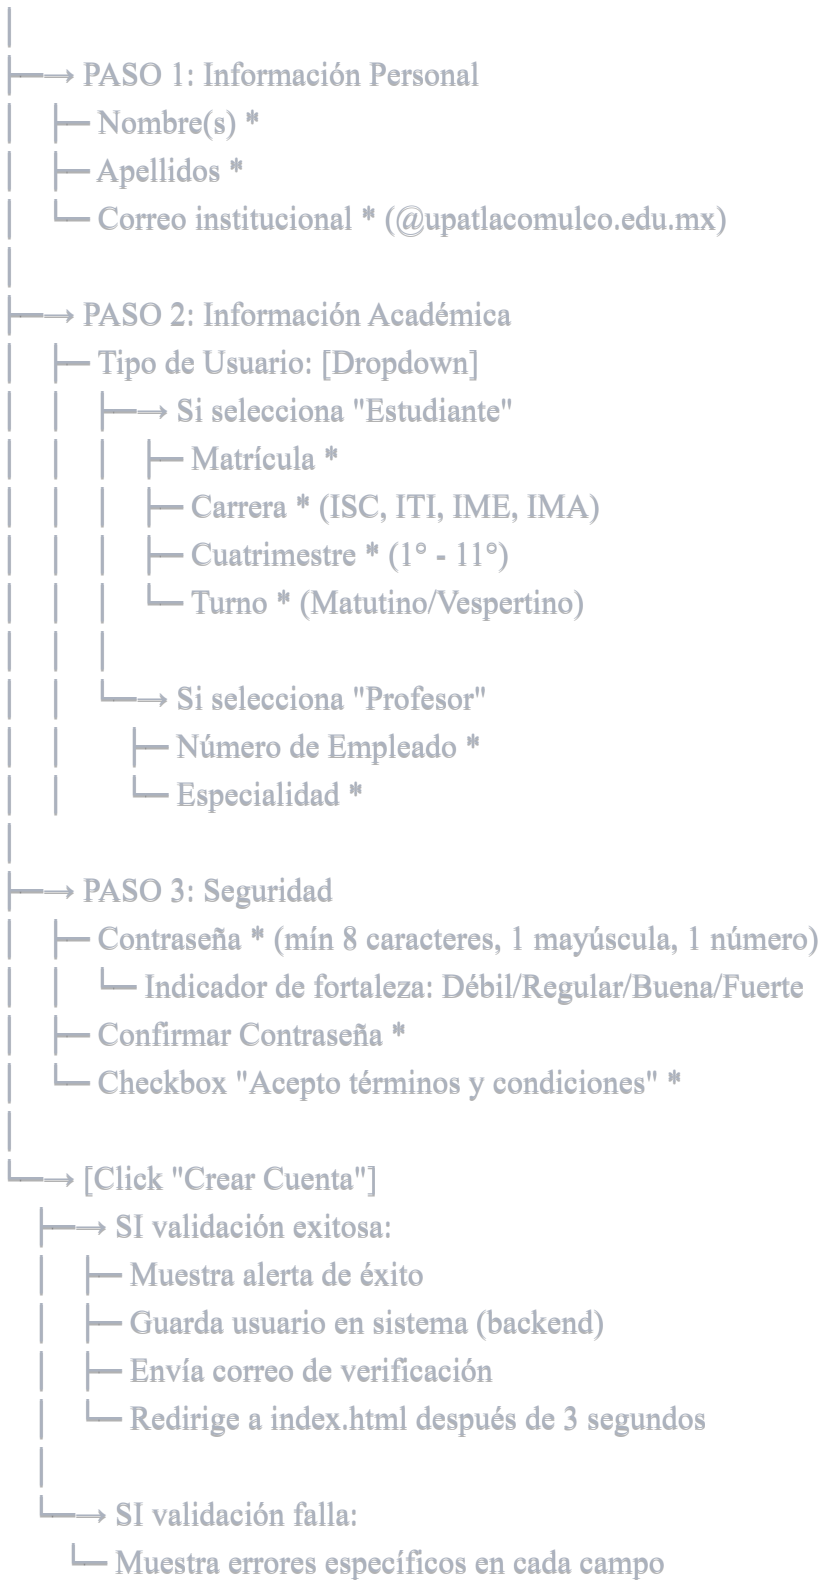 PASO 1: Información Personal
Nombre(s) *
Apellidos *
Correo institucional * (@upatlacomulco.edu.mx)
PASO 2: Información Académica
Tipo de Usuario: [Dropdown]
Si selecciona "Estudiante"
Matrícula *
Carrera * (ISC, ITI, IME, IMA)
Cuatrimestre * (1° - 11°)
Turno * (Matutino/Vespertino)
Si selecciona "Profesor"
Número de Empleado *
Especialidad *
PASO 3: Seguridad
Contraseña * (mín 8 caracteres, 1 mayúscula, 1 número)
Indicador de fortaleza: Débil/Regular/Buena/Fuerte
Confirmar Contraseña *
Checkbox "Acepto términos y condiciones" *
[Click "Crear Cuenta"]
SI validación exitosa:
Muestra alerta de éxito
Guarda usuario en sistema (backend)
Envía correo de verificación
Redirige a index.html después de 3 segundos
SI validación falla:
Muestra errores específicos en cada campo